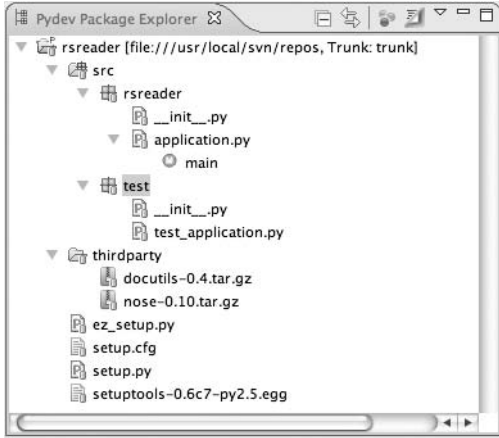 Pydev Package Explorer
rsreader [file:///usr/local/svn/repos, Trunk: trunk]
src
rsreader
__init__.py
application.py
main
test
__init__.py
test_application.py
thirdparty
docutils-0.4.tar.gz
nose-0.10.tar.gz
ez_setup.py
setup.cfg
setup.py
setuptools-0.6c7-py2.5.egg